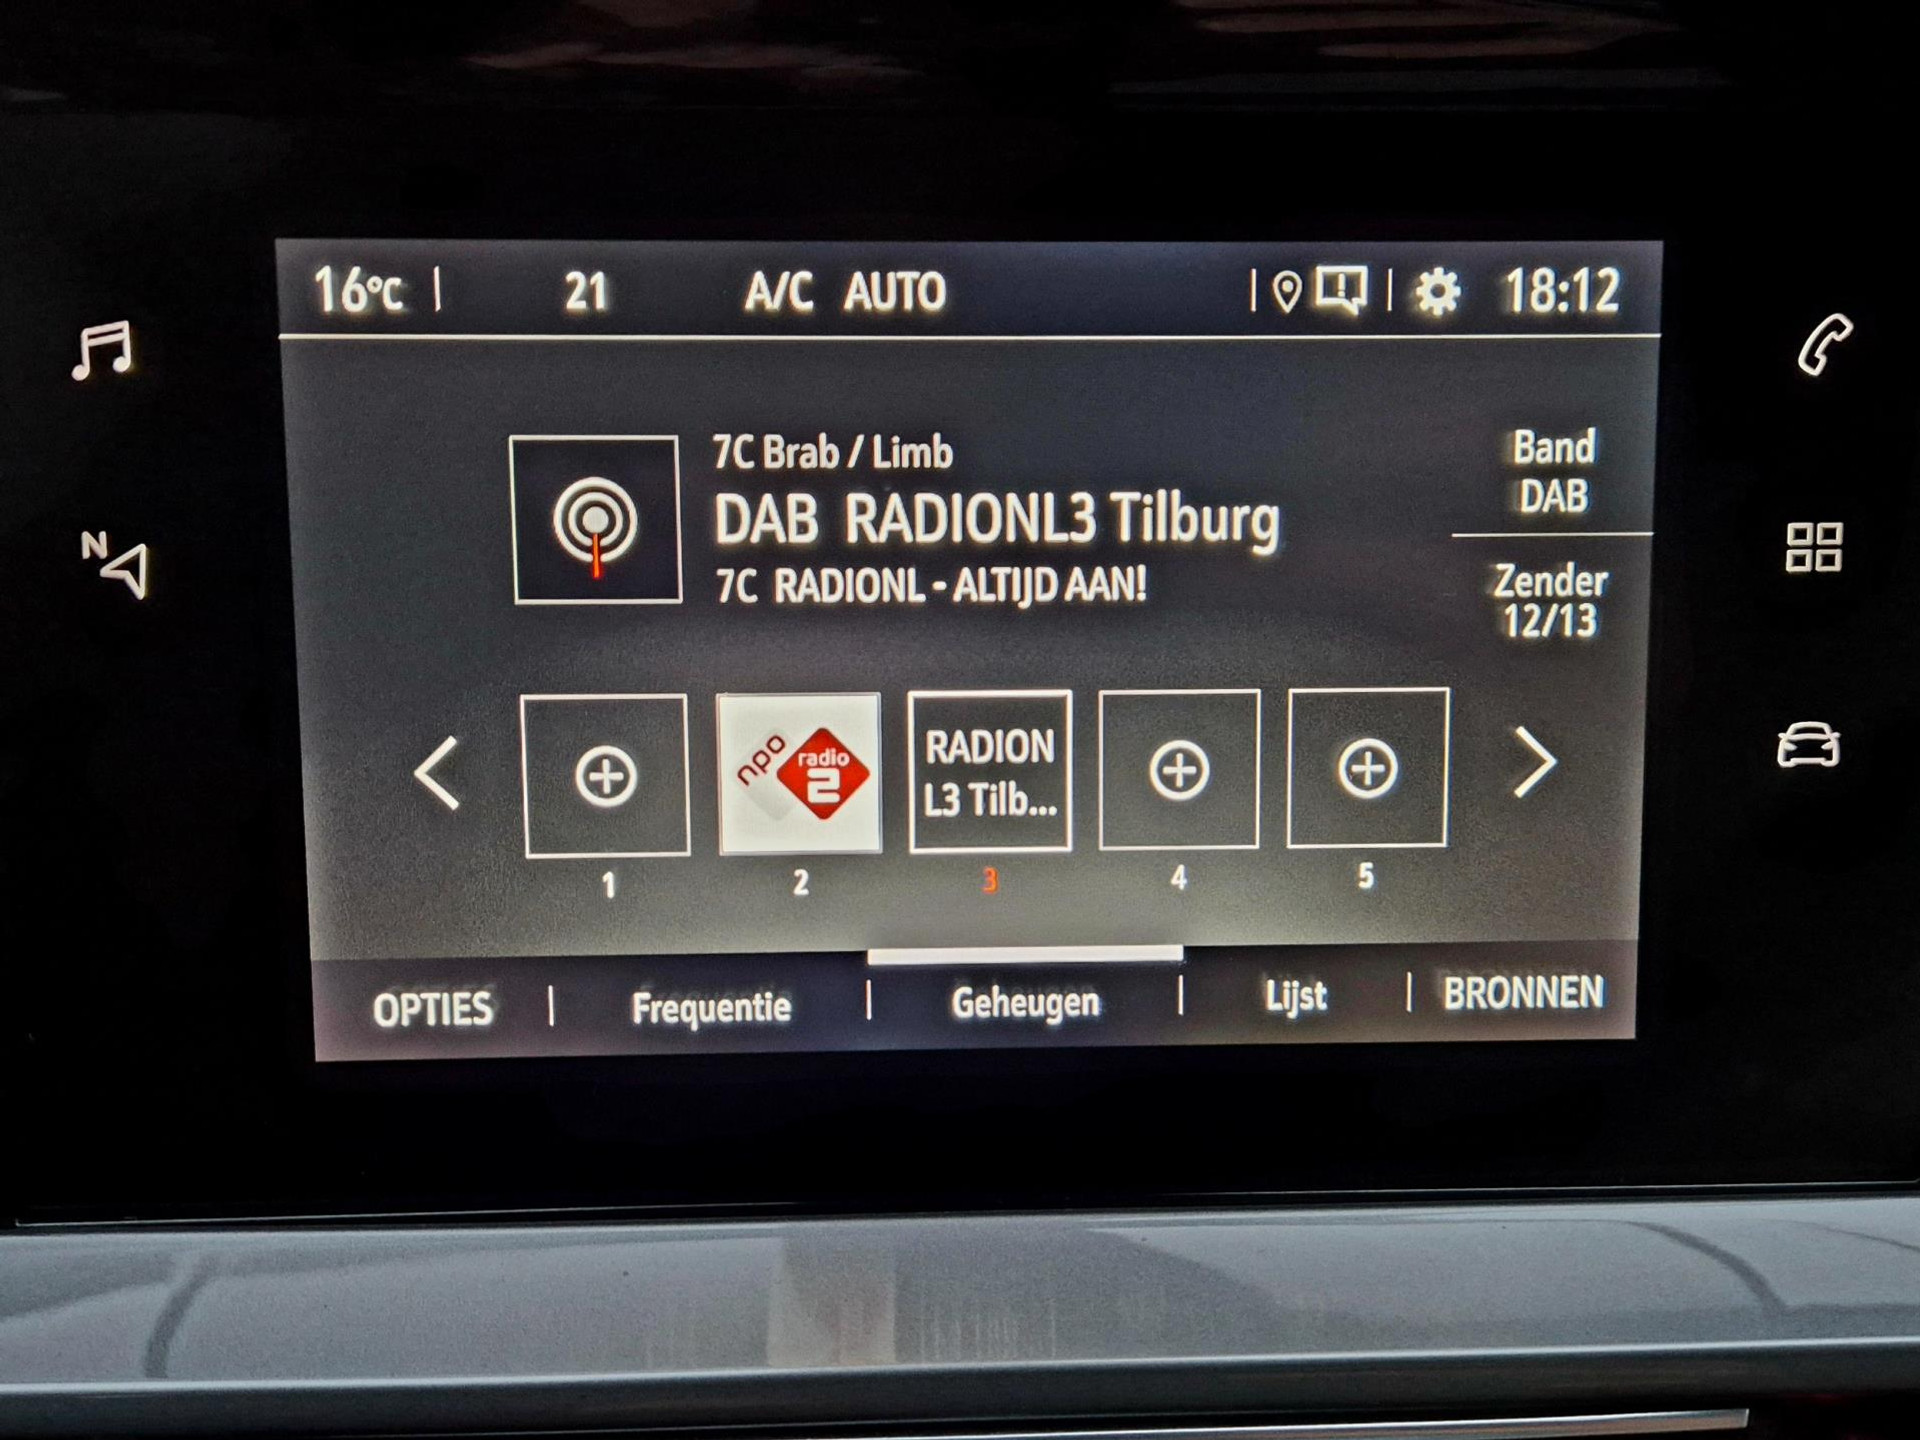 16°C 21 A/C AUTO 18:12
7C Brab / Limb
DAB RADIONL3 Tilburg
7C RADIONL - ALTIJD AAN!
Band
DAB
Zender
12/13
N
npo
radio
2
RADION
L3 Tilb...
1 2 3 4 5
OPTIES Frequentie Geheugen Lijst BRONNEN